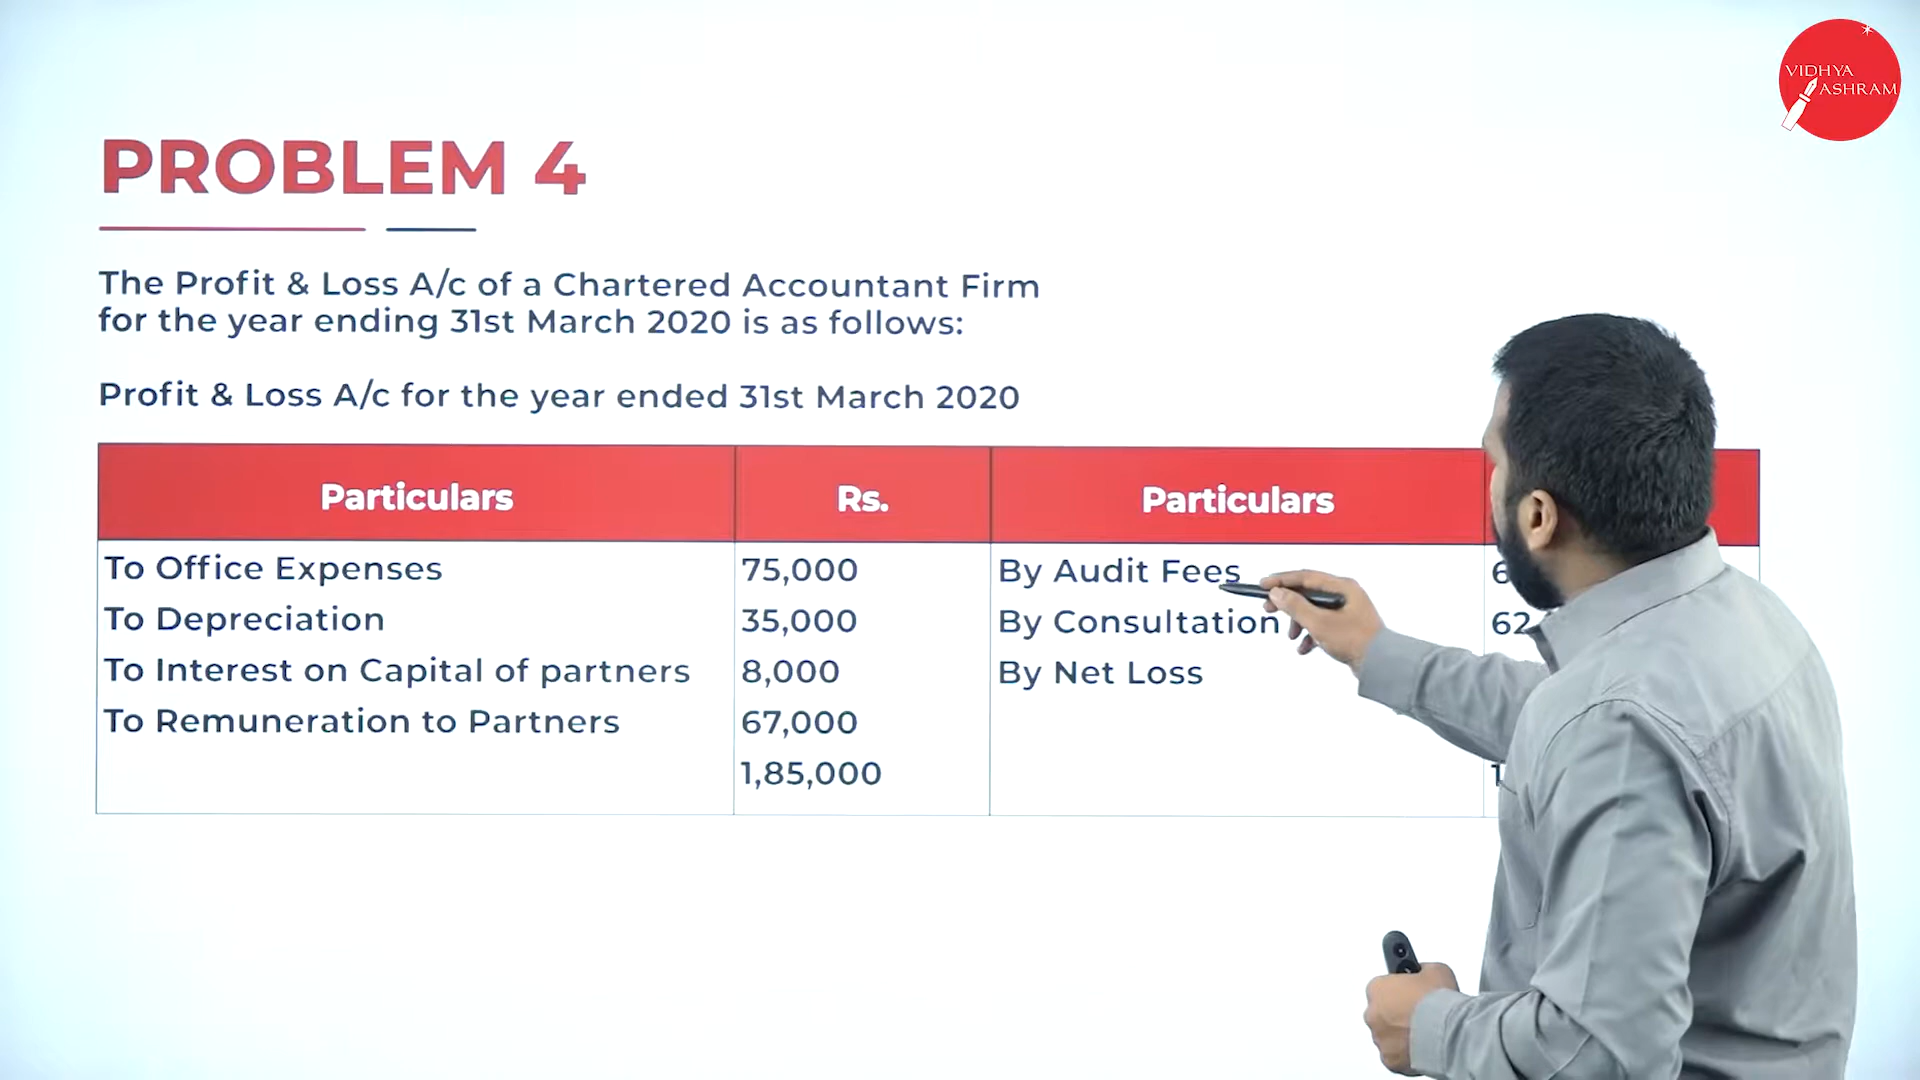 VIDHYA
ASHRAM
PROBLEM 4
The Profit & Loss A/c of a Chartered Accountant Firm
for the year ending 31st March 2020 is as follows:
Profit & Loss A/c for the year ended 31st March 2020
Particulars Rs. Particulars
To Office Expenses 75,000 By Audit Fees
To Depreciation 35,000 By Consultation
To Interest on Capital of partners 8,000 By Net Loss
To Remuneration to Partners 67,000
1,85,000